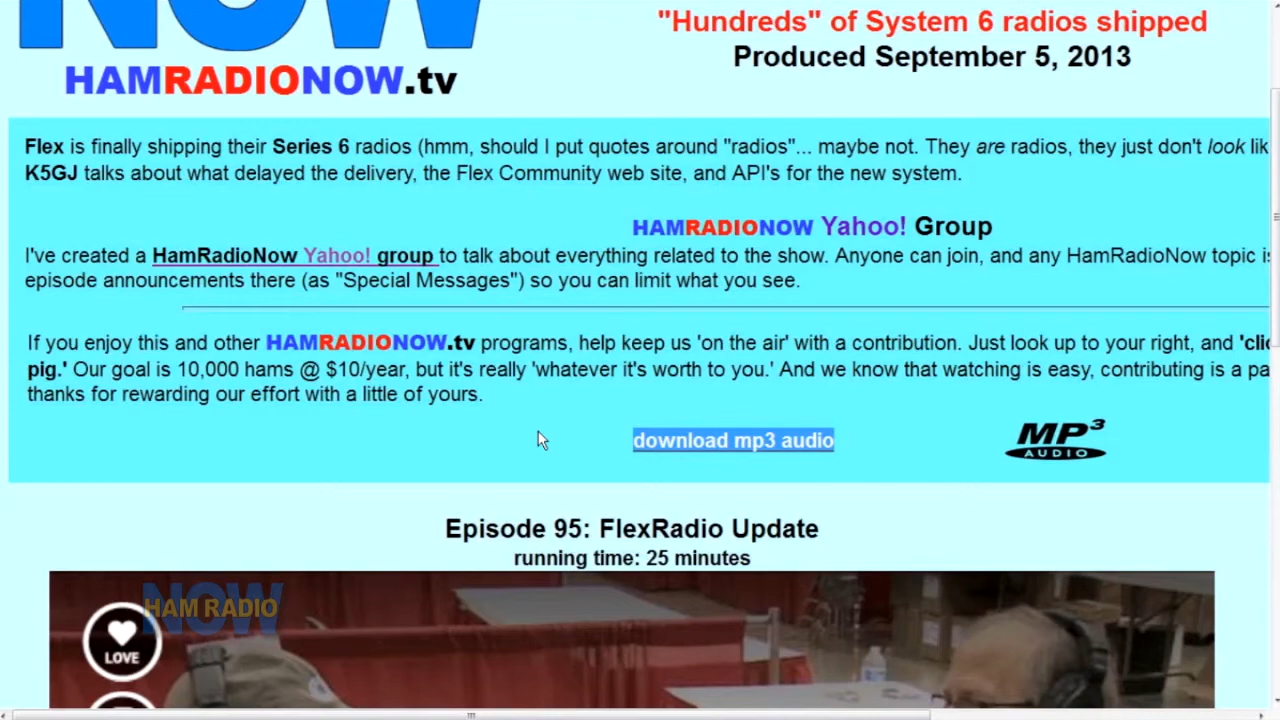 NOW
"Hundreds" of System 6 radios shipped
HAMRADIONOW.tv
Produced September 5, 2013
Flex is finally shipping their Series 6 radios (hmm, should I put quotes around "radios"... maybe not. They are radios, they just don't look lik
K5GJ talks about what delayed the delivery, the Flex Community web site, and API's for the new system.
HAMRADIONOW Yahoo! Group
I've created a HamRadioNow Yahoo! group to talk about everything related to the show. Anyone can join, and any HamRadioNow topic is
episode announcements there (as "Special Messages") so you can limit what you see.
If you enjoy this and other HAMRADIONOW.tv programs, help keep us 'on the air' with a contribution. Just look up to your right, and 'clic
pig.' Our goal is 10,000 hams @ $10/year, but it's really 'whatever it's worth to you.' And we know that watching is easy, contributing is a pa
thanks for rewarding our effort with a little of yours.
download mp3 audio
MP3
AUDIO
Episode 95: FlexRadio Update
running time: 25 minutes
NOW
HAM RADIO
LOVE